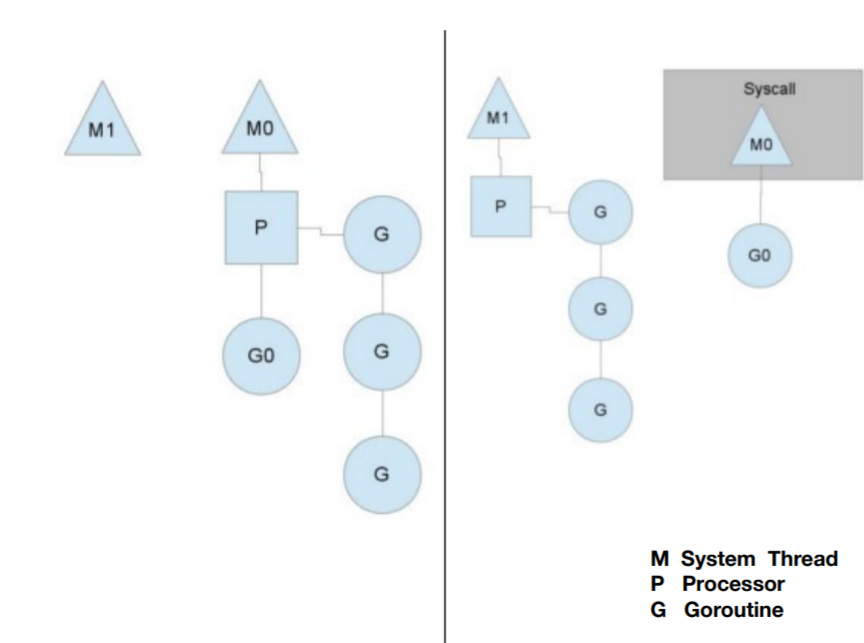 M1
M0
P
G
G0
G
G
M1
P
G
G
G
Syscall
M0
G0
M System Thread
P Processor
G Goroutine